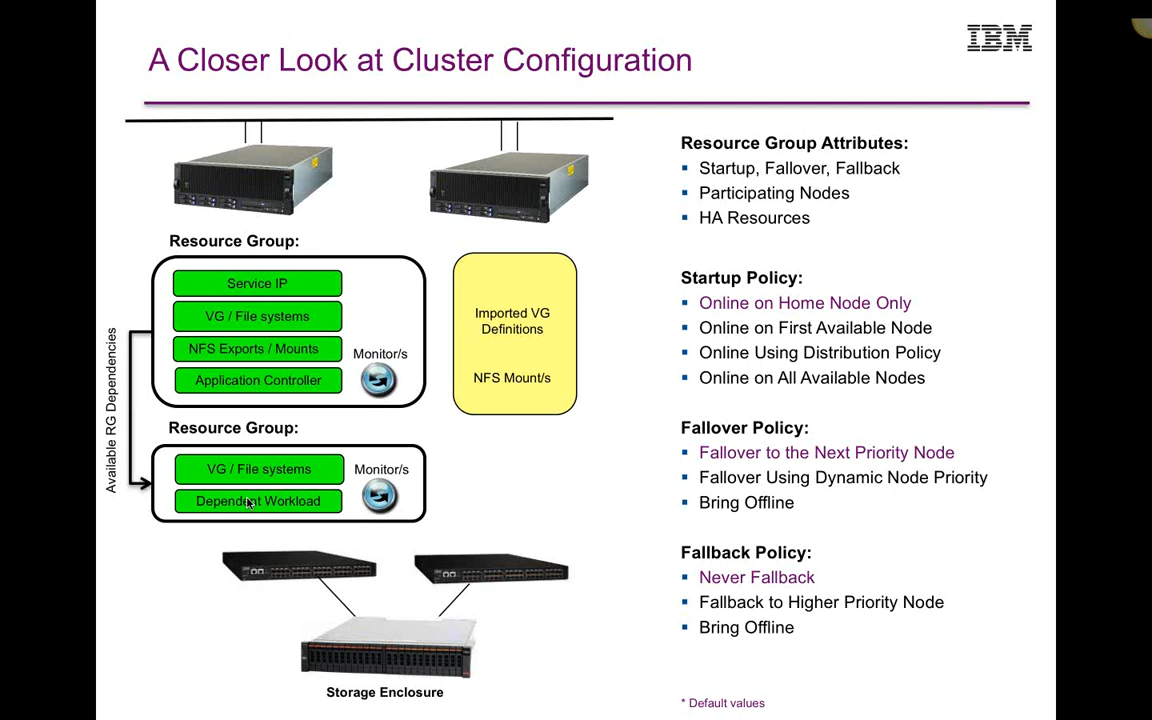 IBM
A Closer Look at Cluster Configuration
Resource Group:
Service IP
VG / File systems
NFS Exports / Mounts
Application Controller
Monitor/s
Imported VG
Definitions
NFS Mount/s
Available RG Dependencies
Resource Group:
VG / File systems
Dependent Workload
Monitor/s
Storage Enclosure
Resource Group Attributes:
▪ Startup, Fallover, Fallback
▪ Participating Nodes
▪ HA Resources
Startup Policy:
▪ Online on Home Node Only
▪ Online on First Available Node
▪ Online Using Distribution Policy
▪ Online on All Available Nodes
Fallover Policy:
▪ Fallover to the Next Priority Node
▪ Fallover Using Dynamic Node Priority
▪ Bring Offline
Fallback Policy:
▪ Never Fallback
▪ Fallback to Higher Priority Node
▪ Bring Offline
* Default values